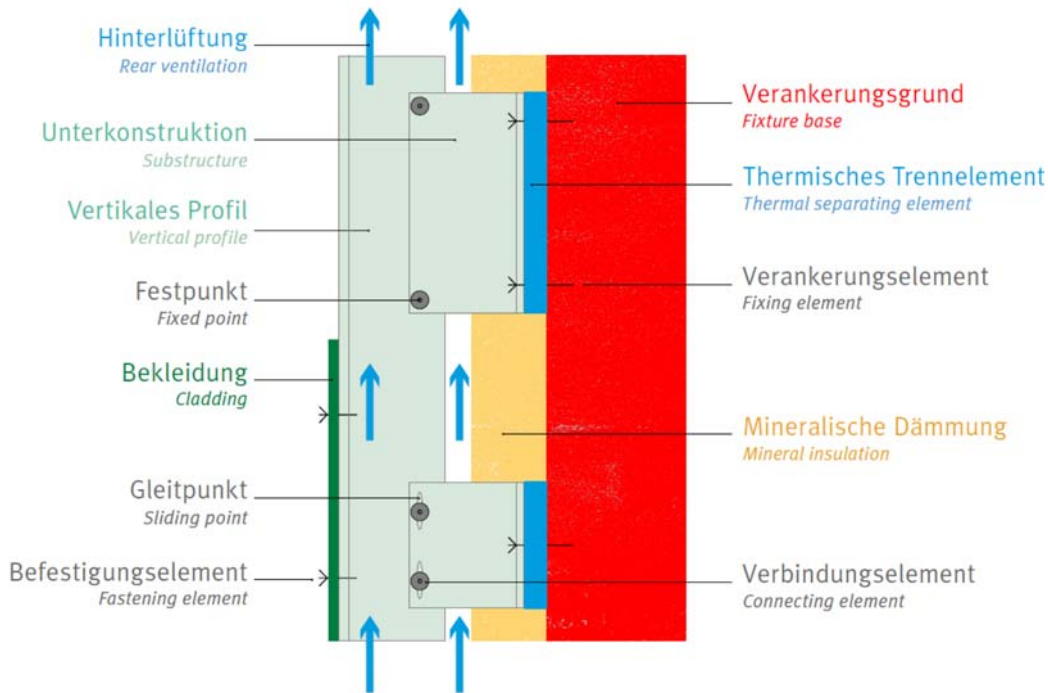 Hinterlüftung
Rear ventilation
Unterkonstruktion
Substructure
Vertikales Profil
Vertical profile
Festpunkt
Fixed point
Bekleidung
Cladding
Gleitpunkt
Sliding point
Befestigungselement
Fastening element
Verankerungsgrund
Fixture base
Thermisches Trennelement
Thermal separating element
Verankerungselement
Fixing element
Mineralische Dämmung
Mineral insulation
Verbindungselement
Connecting element